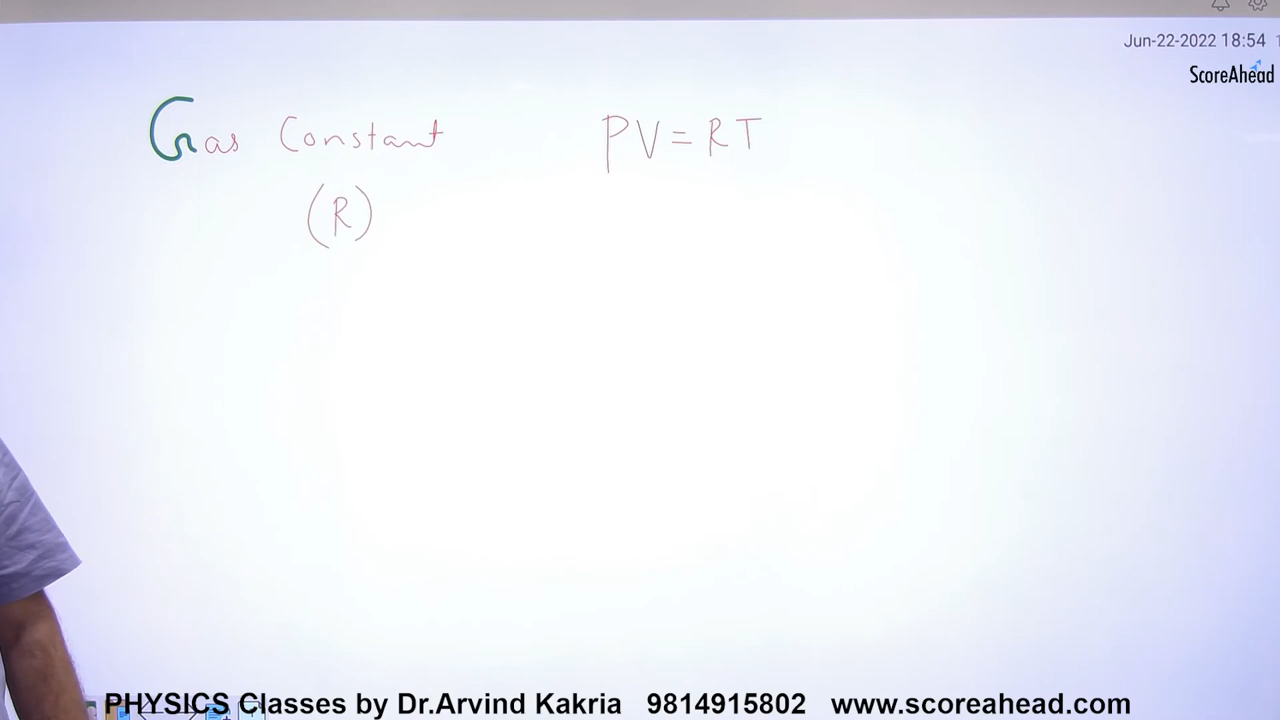 Jun-22-2022 18:54
ScoreAhead
Gas Constant PV = RT
(R)
PHYSICS Classes by Dr.Arvind Kakria 9814915802 www.scoreahead.com